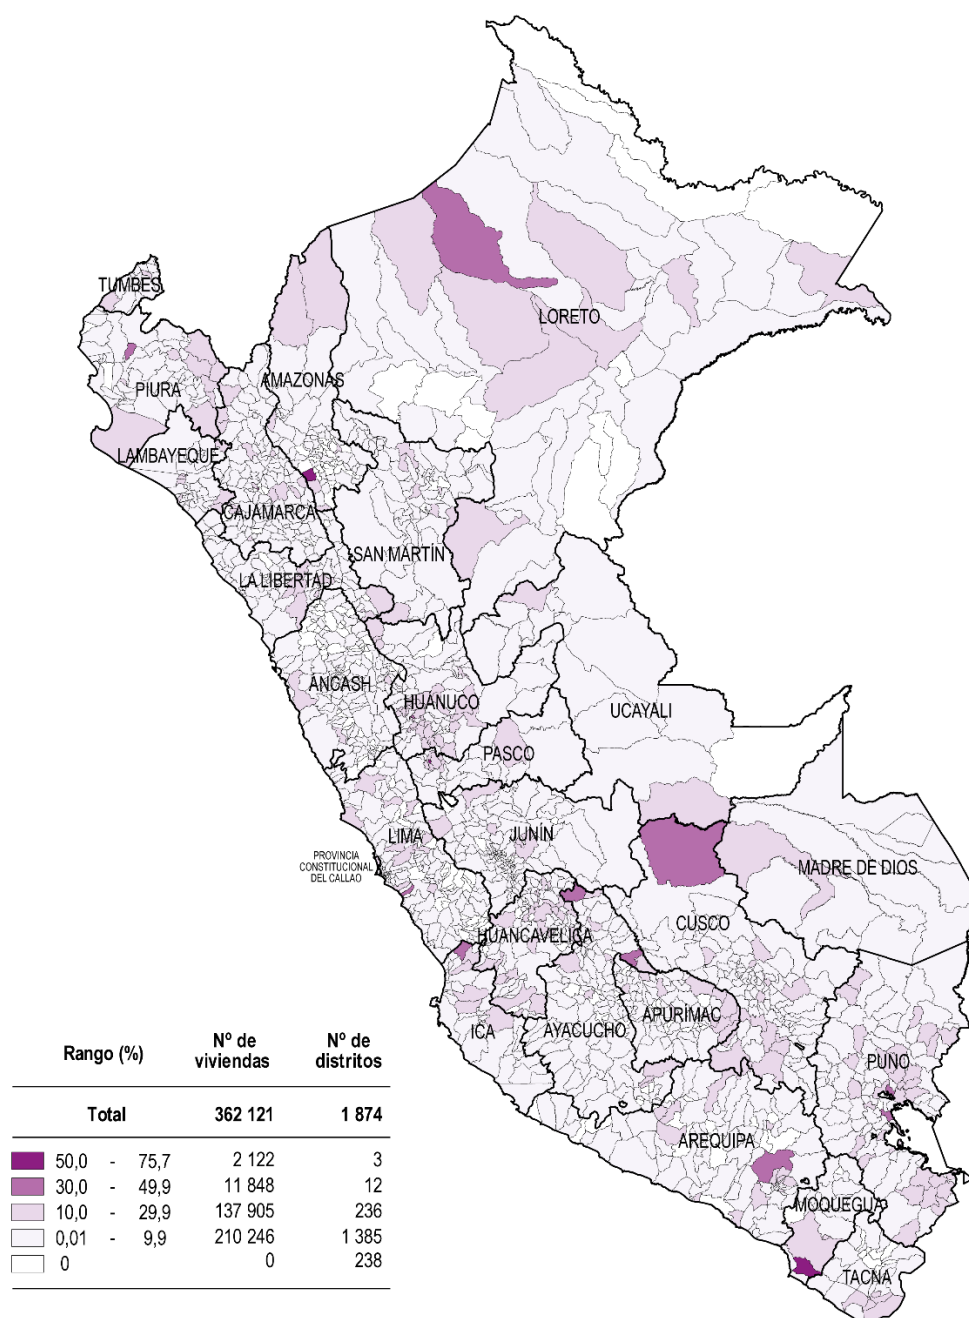 TUMBES
LORETO
PIURA
AMAZONAS
LAMBAYEQUE
CAJAMARCA
SAN MARTÍN
LA LIBERTAD
ANCASH
HUANUCO
UCAYALI
PASCO
LIMA
JUNÍN
PROVINCIA
CONSTITUCIONAL
DEL CALLAO
MADRE DE DIOS
CUSCO
HUANCAVELICA
ICA
AYACUCHO
APURÍMAC
PUNO
AREQUIPA
MOQUEGUA
TACNA
Rango (%) Nº de viviendas Nº de distritos
Total 362 121 1 874
50,0 - 75,7 2 122 3
30,0 - 49,9 11 848 12
10,0 - 29,9 137 905 236
0,01 - 9,9 210 246 1 385
0 0 238